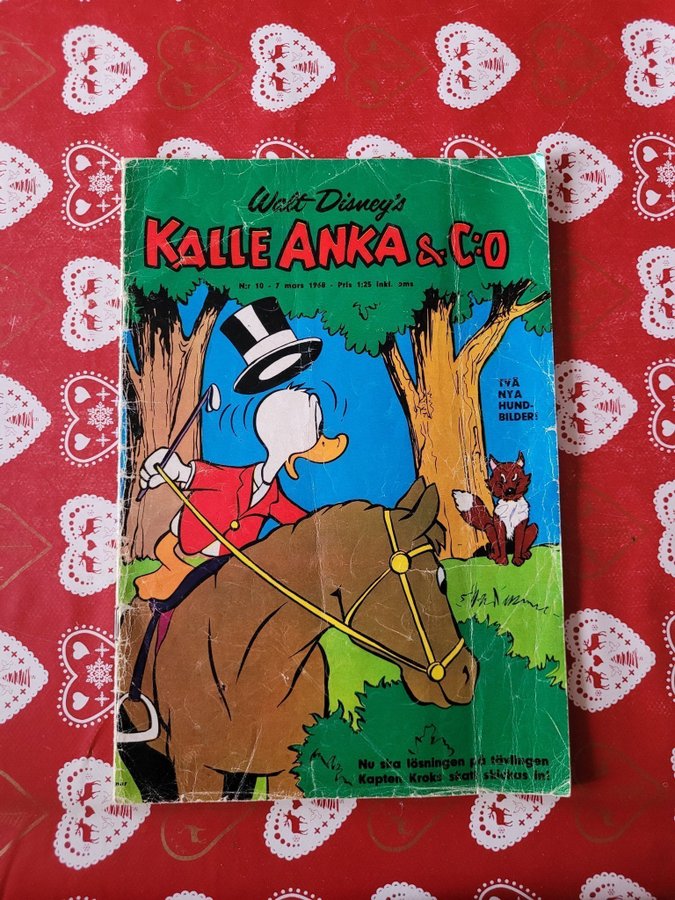 Walt Disney's
KALLE ANKA & C:O
N:r 10 - 7 mars 1968 - Pris 1:25 inkl. oms
TVÅ
NYA
HUND-
BILDER!
Nu ska lösningen på tävlingen
Kapten Kroks skatt skickas in!